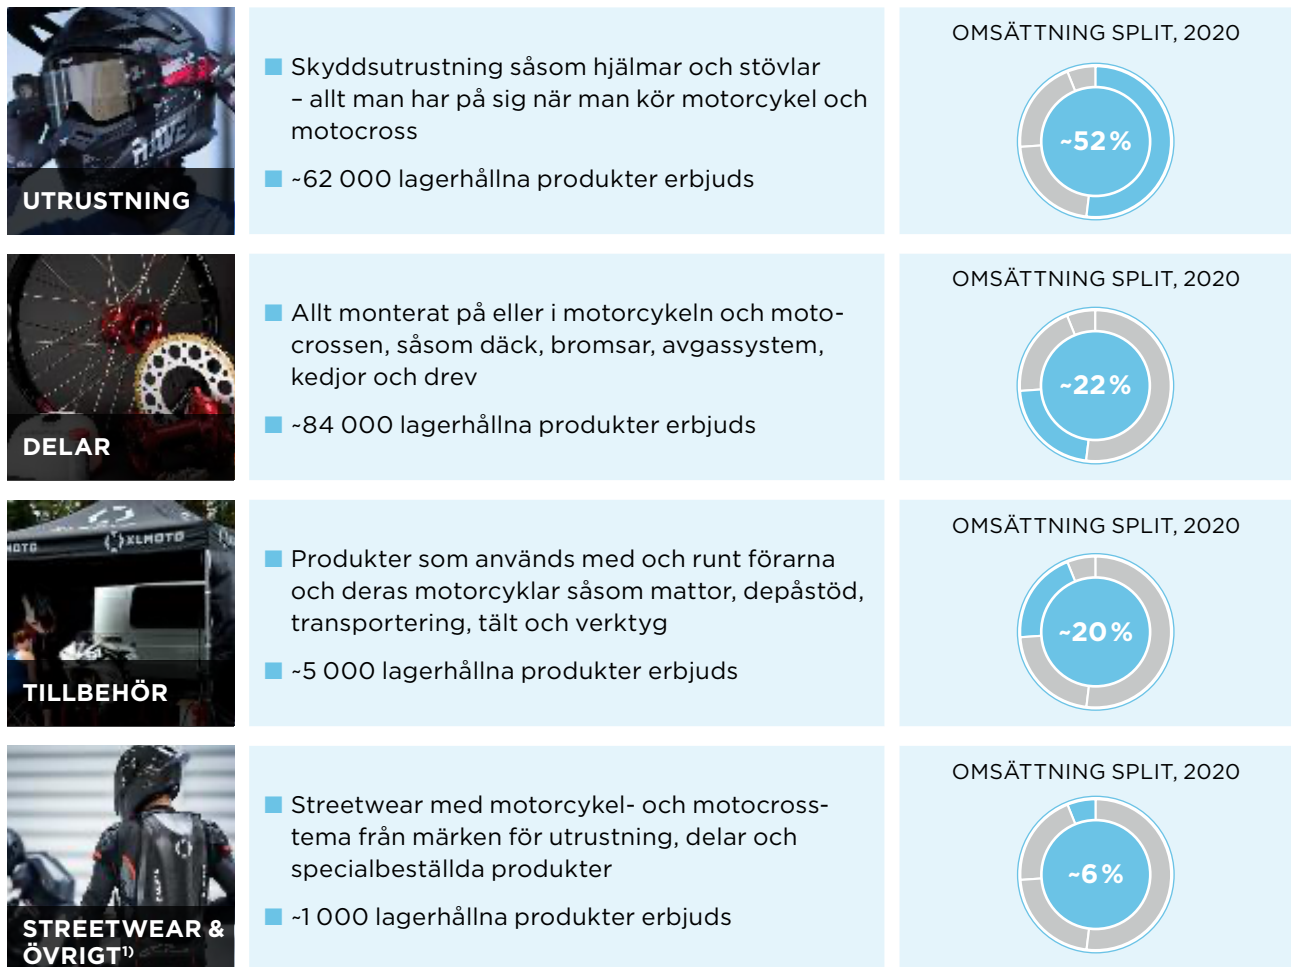 RIDE
UTRUSTNING
Skyddsutrustning såsom hjälmar och stövlar
– allt man har på sig när man kör motorcykel och
motocross
~62 000 lagerhållna produkter erbjuds
OMSÄTTNING SPLIT, 2020
~52 %
DELAR
Allt monterat på eller i motorcykeln och moto-
crossen, såsom däck, bromsar, avgassystem,
kedjor och drev
~84 000 lagerhållna produkter erbjuds
OMSÄTTNING SPLIT, 2020
~22 %
XLMOTO
TILLBEHÖR
Produkter som används med och runt förarna
och deras motorcyklar såsom mattor, depåstöd,
transportering, tält och verktyg
~5 000 lagerhållna produkter erbjuds
OMSÄTTNING SPLIT, 2020
~20 %
STREETWEAR &
ÖVRIGT¹⁾
Streetwear med motorcykel- och motocross-
tema från märken för utrustning, delar och
specialbeställda produkter
~1 000 lagerhållna produkter erbjuds
OMSÄTTNING SPLIT, 2020
~6 %